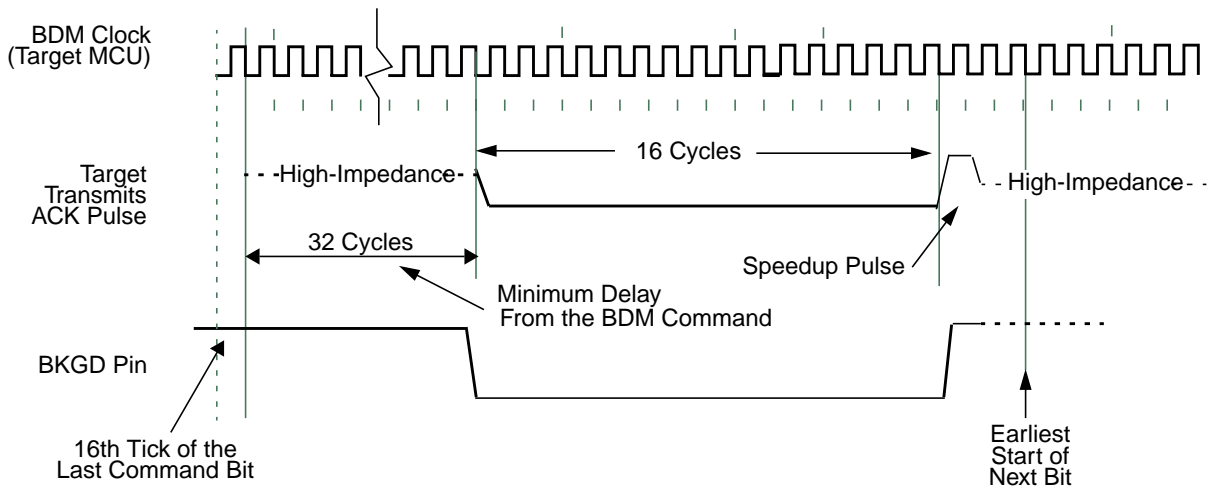 BDM Clock
(Target MCU)
16 Cycles
Target
Transmits
ACK Pulse
High-Impedance
High-Impedance
32 Cycles
Speedup Pulse
Minimum Delay
From the BDM Command
BKGD Pin
16th Tick of the
Last Command Bit
Earliest
Start of
Next Bit